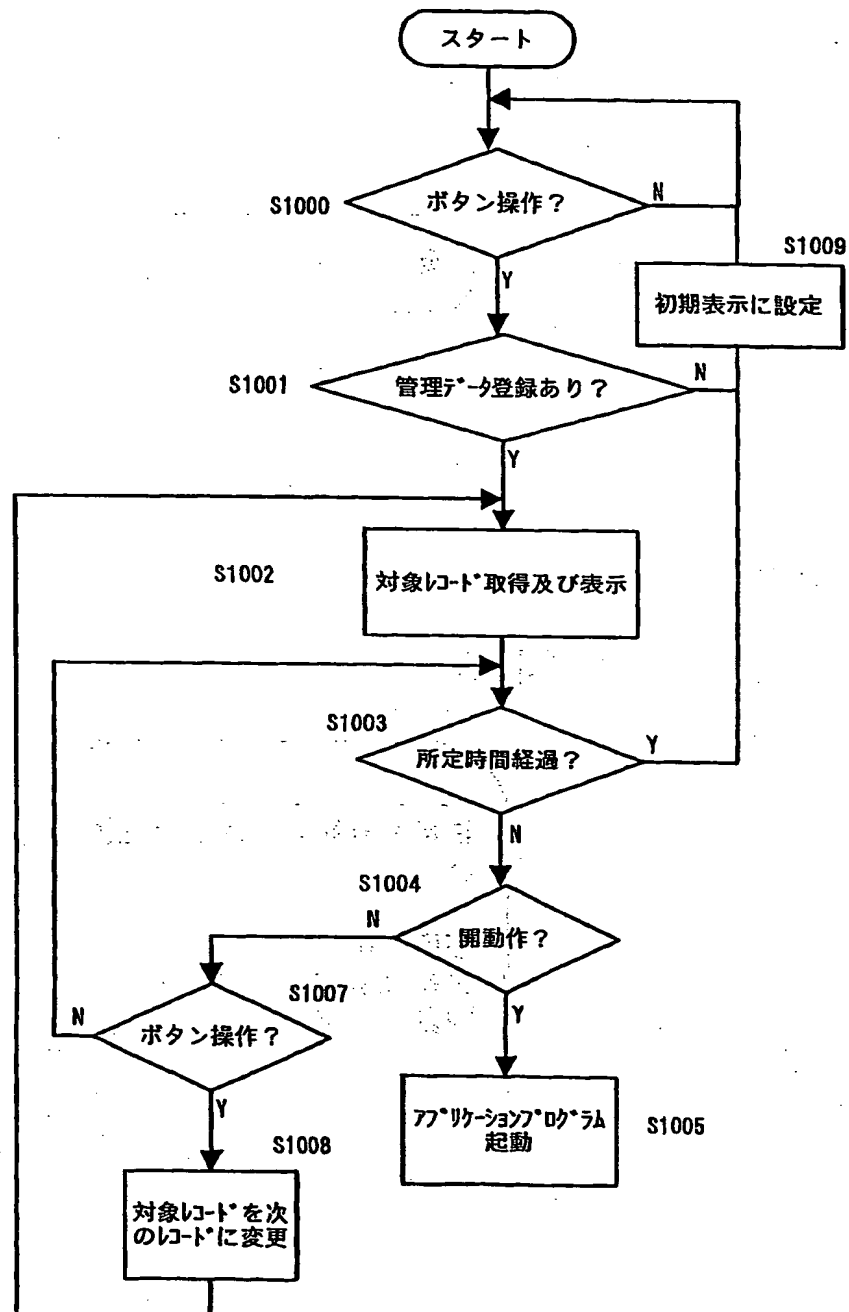 スタート
S1000
ボタン操作？
N
Y
S1009
初期表示に設定
S1001
管理ﾃﾞｰﾀ登録あり？
N
Y
S1002
対象ﾚｺｰﾄﾞ取得及び表示
S1003
所定時間経過？
Y
N
S1004
開動作？
N
Y
S1007
ボタン操作？
N
Y
S1005
ｱﾌﾟﾘｹｰｼｮﾝﾌﾟﾛｸﾞﾗﾑ
起動
S1008
対象ﾚｺｰﾄﾞを次
のﾚｺｰﾄﾞに変更